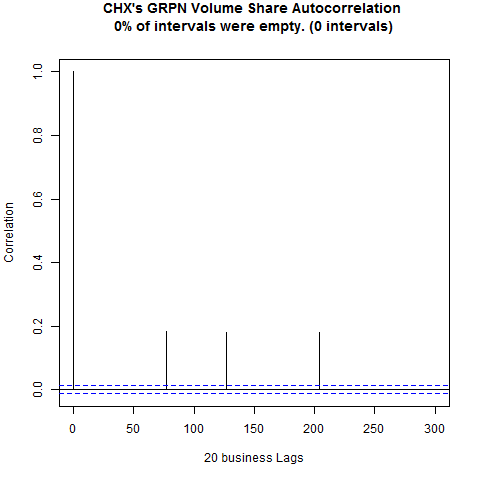 CHX's GRPN Volume Share Autocorrelation
0% of intervals were empty. (0 intervals)
Correlation
1.0
0.8
0.6
0.4
0.2
0.0
0 50 100 150 200 250 300
20 business Lags